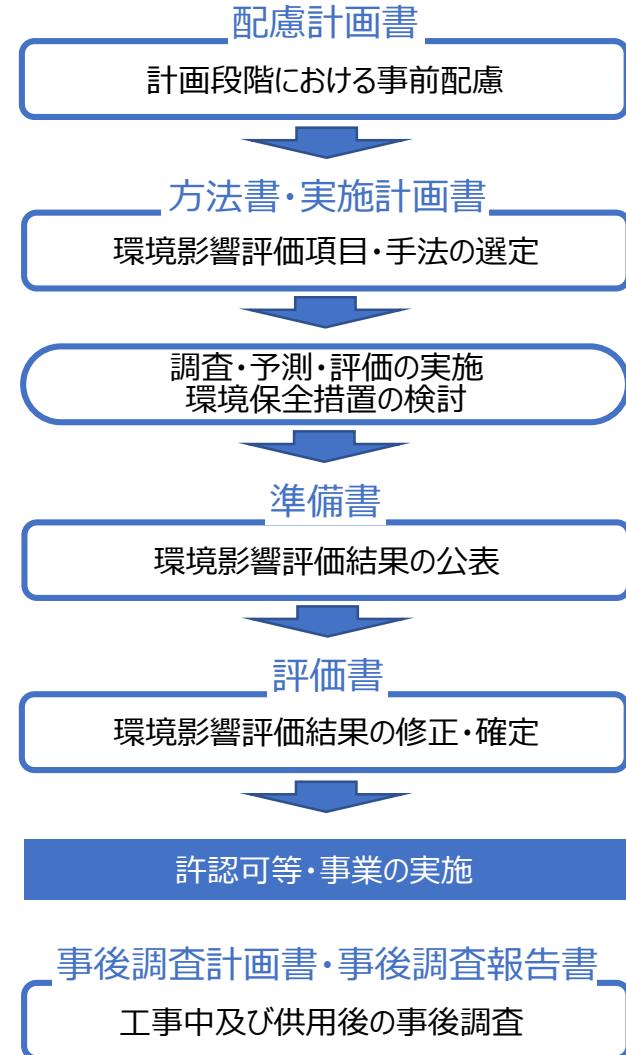 配慮計画書
計画段階における事前配慮
方法書・実施計画書
環境影響評価項目・手法の選定
調査・予測・評価の実施
環境保全措置の検討
準備書
環境影響評価結果の公表
評価書
環境影響評価結果の修正・確定
許認可等・事業の実施
事後調査計画書・事後調査報告書
工事中及び供用後の事後調査